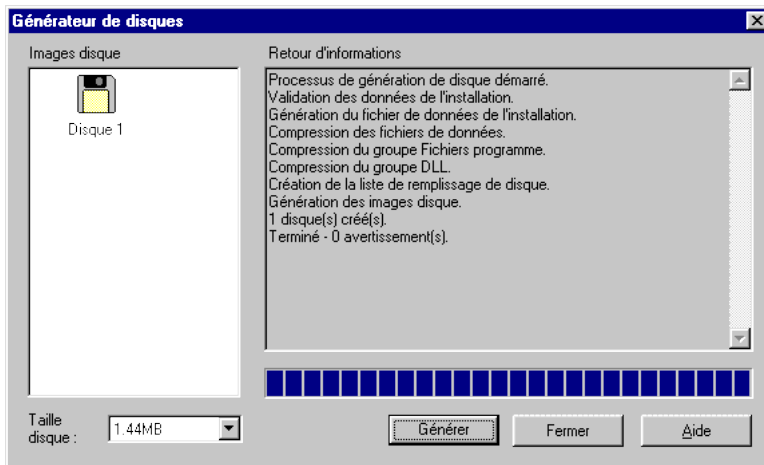 Générateur de disques
Images disque
Retour d'informations
Disque 1
Processus de génération de disque démarré.
Validation des données de l'installation.
Génération du fichier de données de l'installation.
Compression des fichiers de données.
Compression du groupe Fichiers programme.
Compression du groupe DLL.
Création de la liste de remplissage de disque.
Génération des images disque.
1 disque(s) créé(s).
Terminé - 0 avertissement(s).
Taille
disque :
1.44MB
Générer
Fermer
Aide